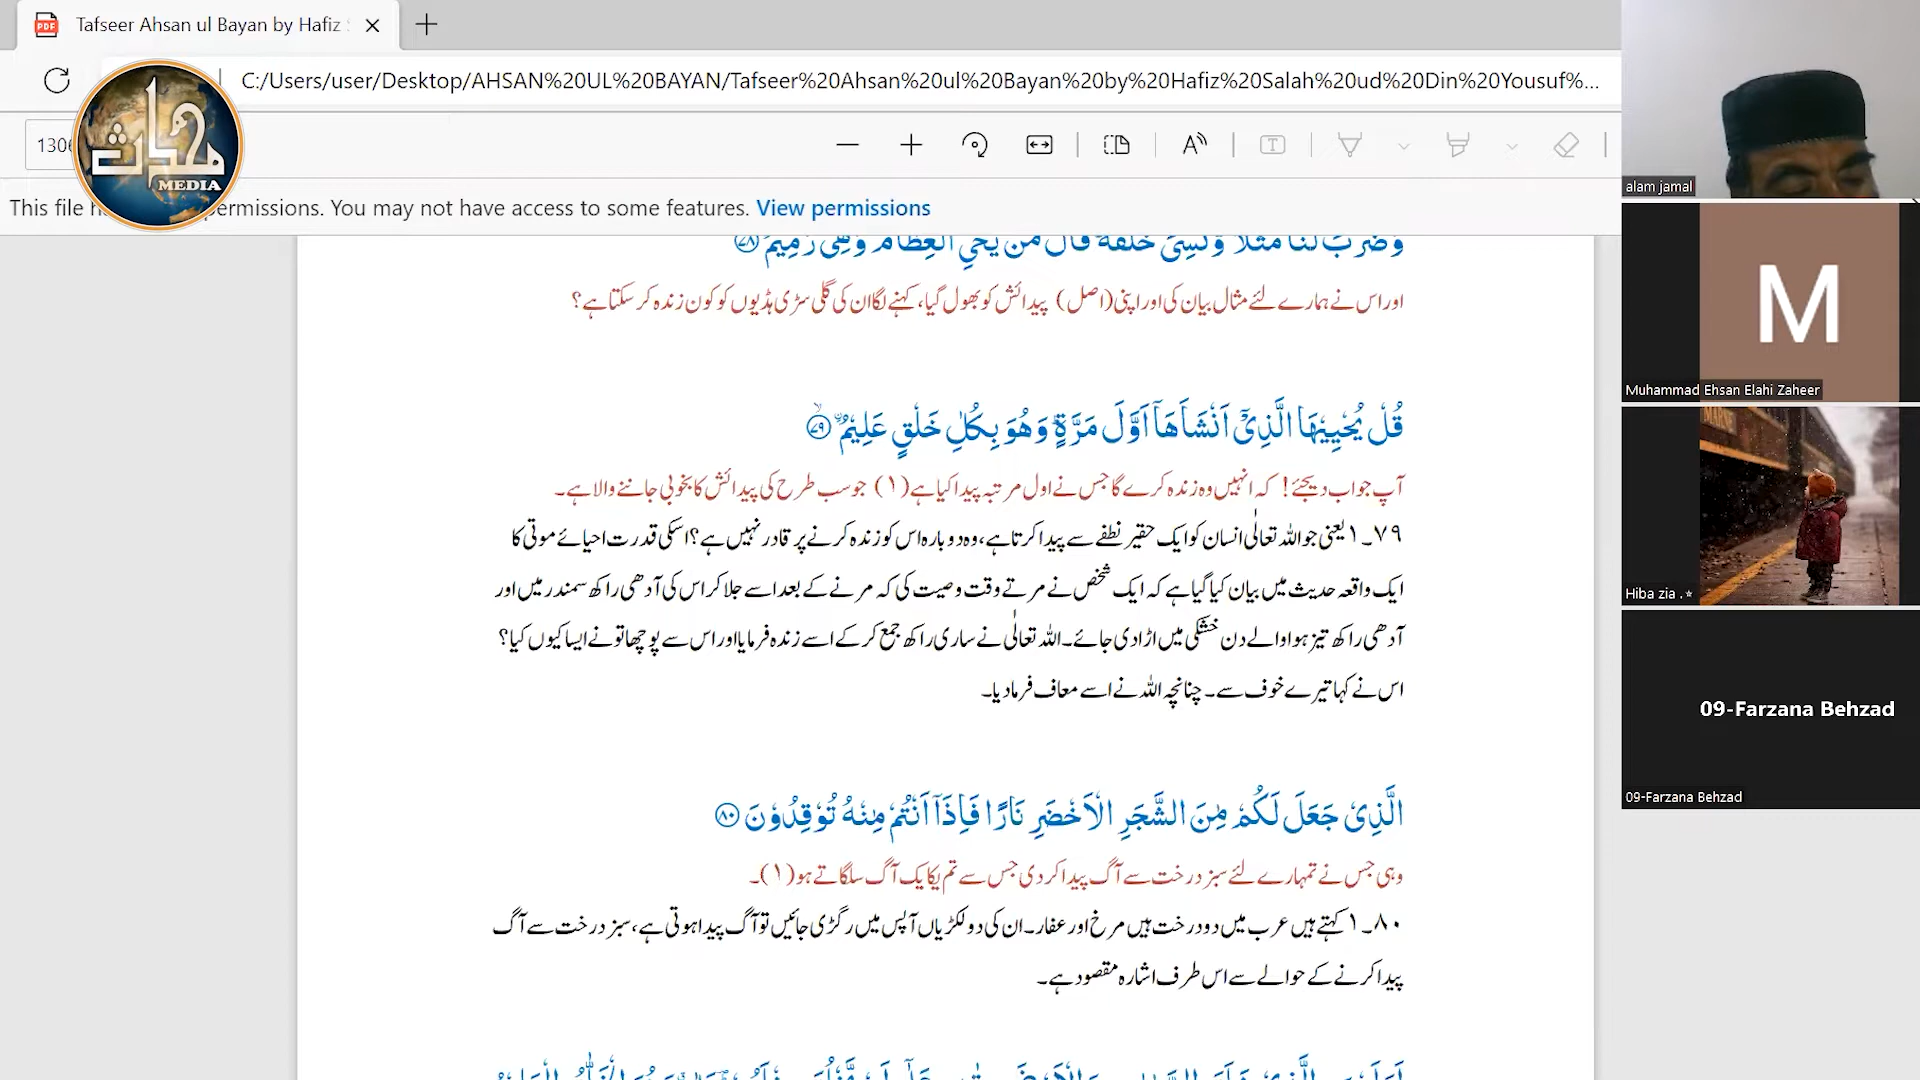 Tafseer Ahsan ul Bayan by Hafiz
C:/Users/user/Desktop/AHSAN%20UL%20BAYAN/Tafseer%20Ahsan%20ul%20Bayan%20by%20Hafiz%20Salah%20ud%20Din%20Yousuf%...
1306
محدث
MEDIA
This file permissions. You may not have access to some features. View permissions
وَضَرَبَ لَنَا مَثَلًا وَّنَسِیَ خَلْقَهٗ قَالَ مَنْ یُّحْیِ الْعِظَامَ وَهِیَ رَمِیْمٌ ۷۸
اور اس نے ہمارے لئے مثال بیان کی اور اپنی (اصل) پیدائش کو بھول گیا، کہنے لگا ان کی گلی سڑی ہڈیوں کو کون زندہ کر سکتا ہے؟
قُلْ یُحْیِیْهَا الَّذِیْۤ اَنْشَاَهَاۤ اَوَّلَ مَرَّةٍ ؕ وَهُوَ بِكُلِّ خَلْقٍ عَلِیْمُ ۷۹
آپ جواب دیجئے! کہ انہیں وہ زندہ کرے گا جس نے اول مرتبہ پیدا کیا ہے (۱) جو سب طرح کی پیدائش کا بخوبی جاننے والا ہے۔
۷۹۔۱ یعنی جو اللہ تعالٰی انسان کو ایک حقیر نطفے سے پیدا کرتا ہے، وہ دوبارہ اس کو زندہ کرنے پر قادر نہیں ہے؟ اسکی قدرت احیائے موتی کا
ایک واقعہ حدیث میں بیان کیا گیا ہے کہ ایک شخص نے مرتے وقت وصیت کی کہ مرنے کے بعد اسے جلا کر اس کی آدھی راکھ سمندر میں اور
آدھی راکھ تیز ہوا والے دن خشکی میں اڑا دی جائے۔ اللہ تعالٰی نے ساری راکھ جمع کر کے اسے زندہ فرمایا اور اس سے پوچھا تو نے ایسا کیوں کیا؟
اس نے کہا تیرے خوف سے۔ چنانچہ اللہ نے اسے معاف فرما دیا۔
الَّذِیْ جَعَلَ لَكُمْ مِّنَ الشَّجَرِ الْاَخْضَرِ نَارًا فَاِذَاۤ اَنْتُمْ مِّنْهُ تُوْقِدُوْنَ ۸۰
وہی جس نے تمہارے لئے سبز درخت سے آگ پیدا کر دی جس سے تم یکایک آگ سلگاتے ہو (۱)۔
۸۰۔۱ کہتے ہیں عرب میں دو درخت ہیں مرخ اور عفار۔ ان کی دو لکڑیاں آپس میں رگڑی جائیں تو آگ پیدا ہوتی ہے، سبز درخت سے آگ
پیدا کرنے کے حوالے سے اس طرف اشارہ مقصود ہے۔
alam jamal
M
Muhammad Ehsan Elahi Zaheer
Hiba zia .*
09-Farzana Behzad
09-Farzana Behzad